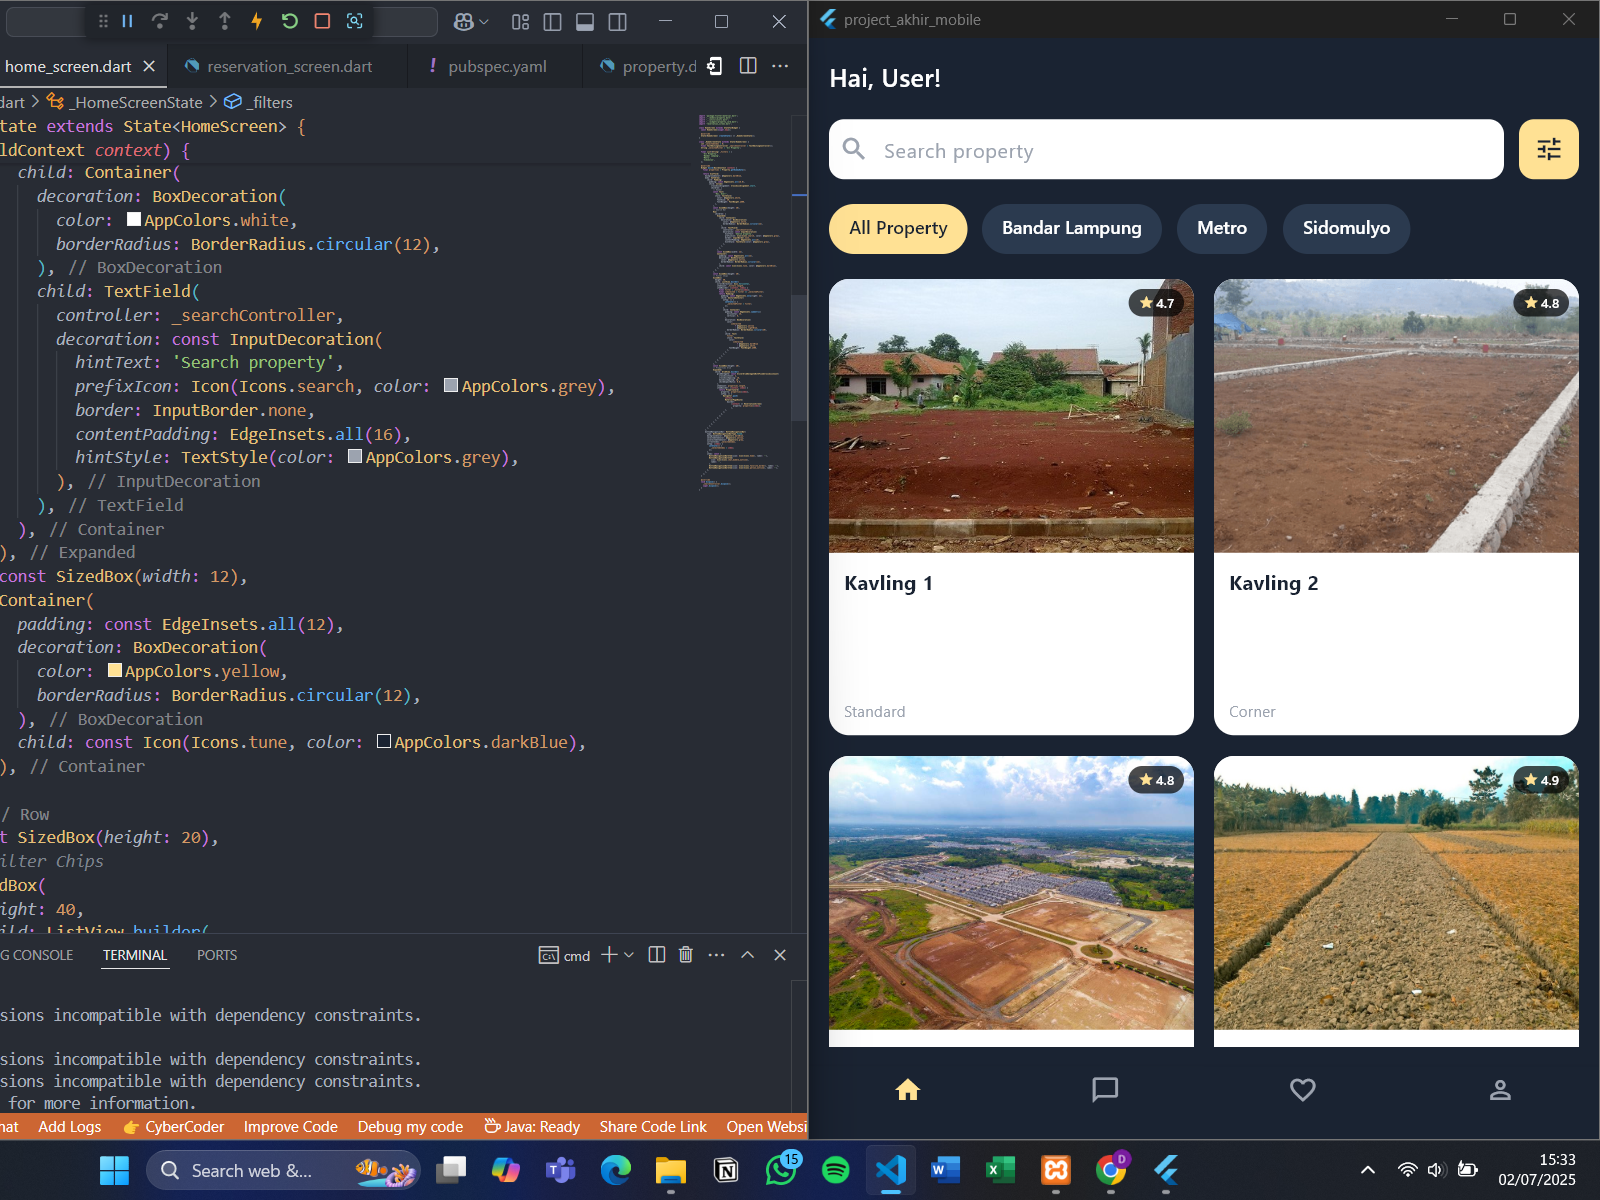 home_screen.dart
reservation_screen.dart
! pubspec.yaml
property.d
dart > _HomeScreenState > _filters
tate extends State<HomeScreen> {
ldContext context) {
child: Container(
decoration: BoxDecoration(
color: AppColors.white,
borderRadius: BorderRadius.circular(12),
), // BoxDecoration
child: TextField(
controller: _searchController,
decoration: const InputDecoration(
hintText: 'Search property',
prefixIcon: Icon(Icons.search, color: AppColors.grey),
border: InputBorder.none,
contentPadding: EdgeInsets.all(16),
hintStyle: TextStyle(color: AppColors.grey),
), // InputDecoration
), // TextField
), // Container
), // Expanded
const SizedBox(width: 12),
Container(
padding: const EdgeInsets.all(12),
decoration: BoxDecoration(
color: AppColors.yellow,
borderRadius: BorderRadius.circular(12),
), // BoxDecoration
child: const Icon(Icons.tune, color: AppColors.darkBlue),
), // Container
/ Row
t SizedBox(height: 20),
ilter Chips
dBox(
ight: 40,
ild: ListView.builder(
G CONSOLE
TERMINAL
PORTS
cmd
sions incompatible with dependency constraints.
sions incompatible with dependency constraints.
sions incompatible with dependency constraints.
for more information.
hat
Add Logs
CyberCoder
Improve Code
Debug my code
Java: Ready
Share Code Link
Open Websi
project_akhir_mobile
Hai, User!
Search property
All Property
Bandar Lampung
Metro
Sidomulyo
4.7
4.8
Kavling 1
Kavling 2
Standard
Corner
4.8
4.9
Search web &...
15
D
15:33
02/07/2025